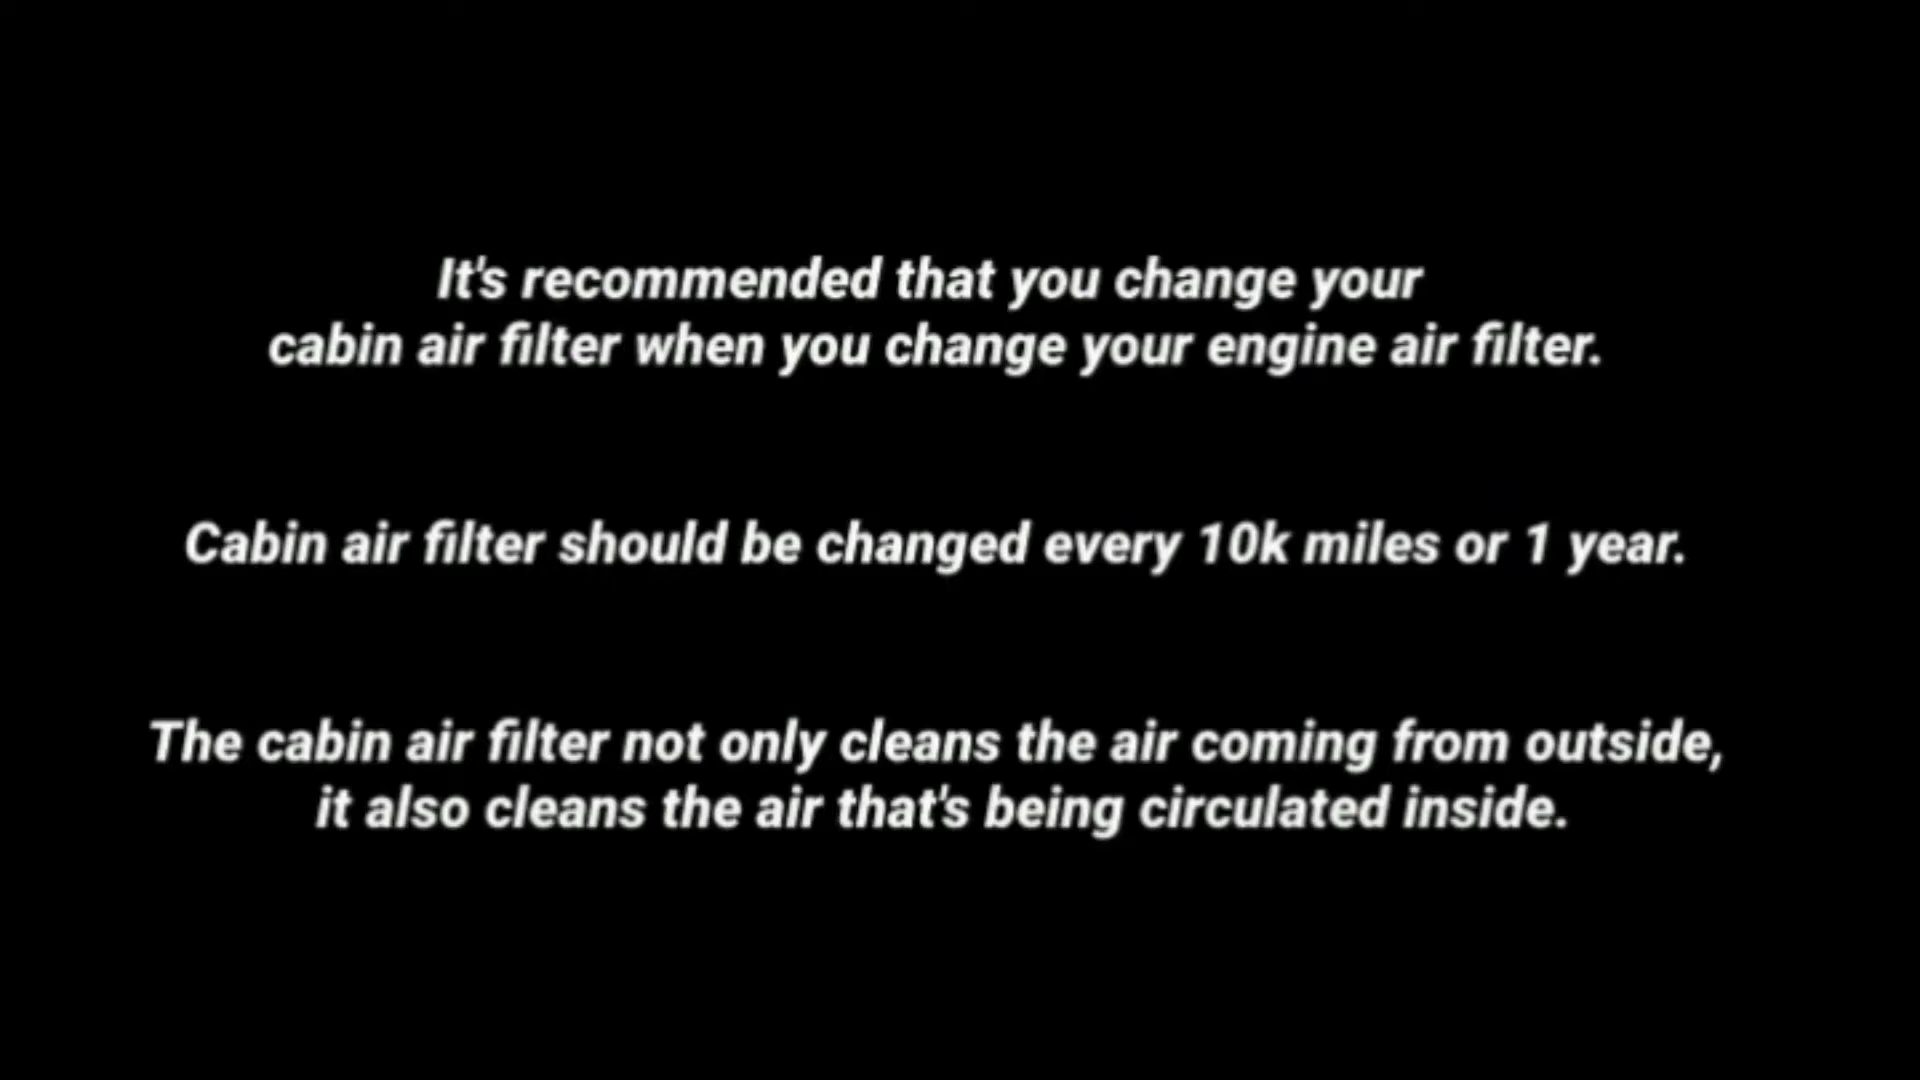 It's recommended that you change your
cabin air filter when you change your engine air filter.
Cabin air filter should be changed every 10k miles or 1 year.
The cabin air filter not only cleans the air coming from outside,
it also cleans the air that's being circulated inside.